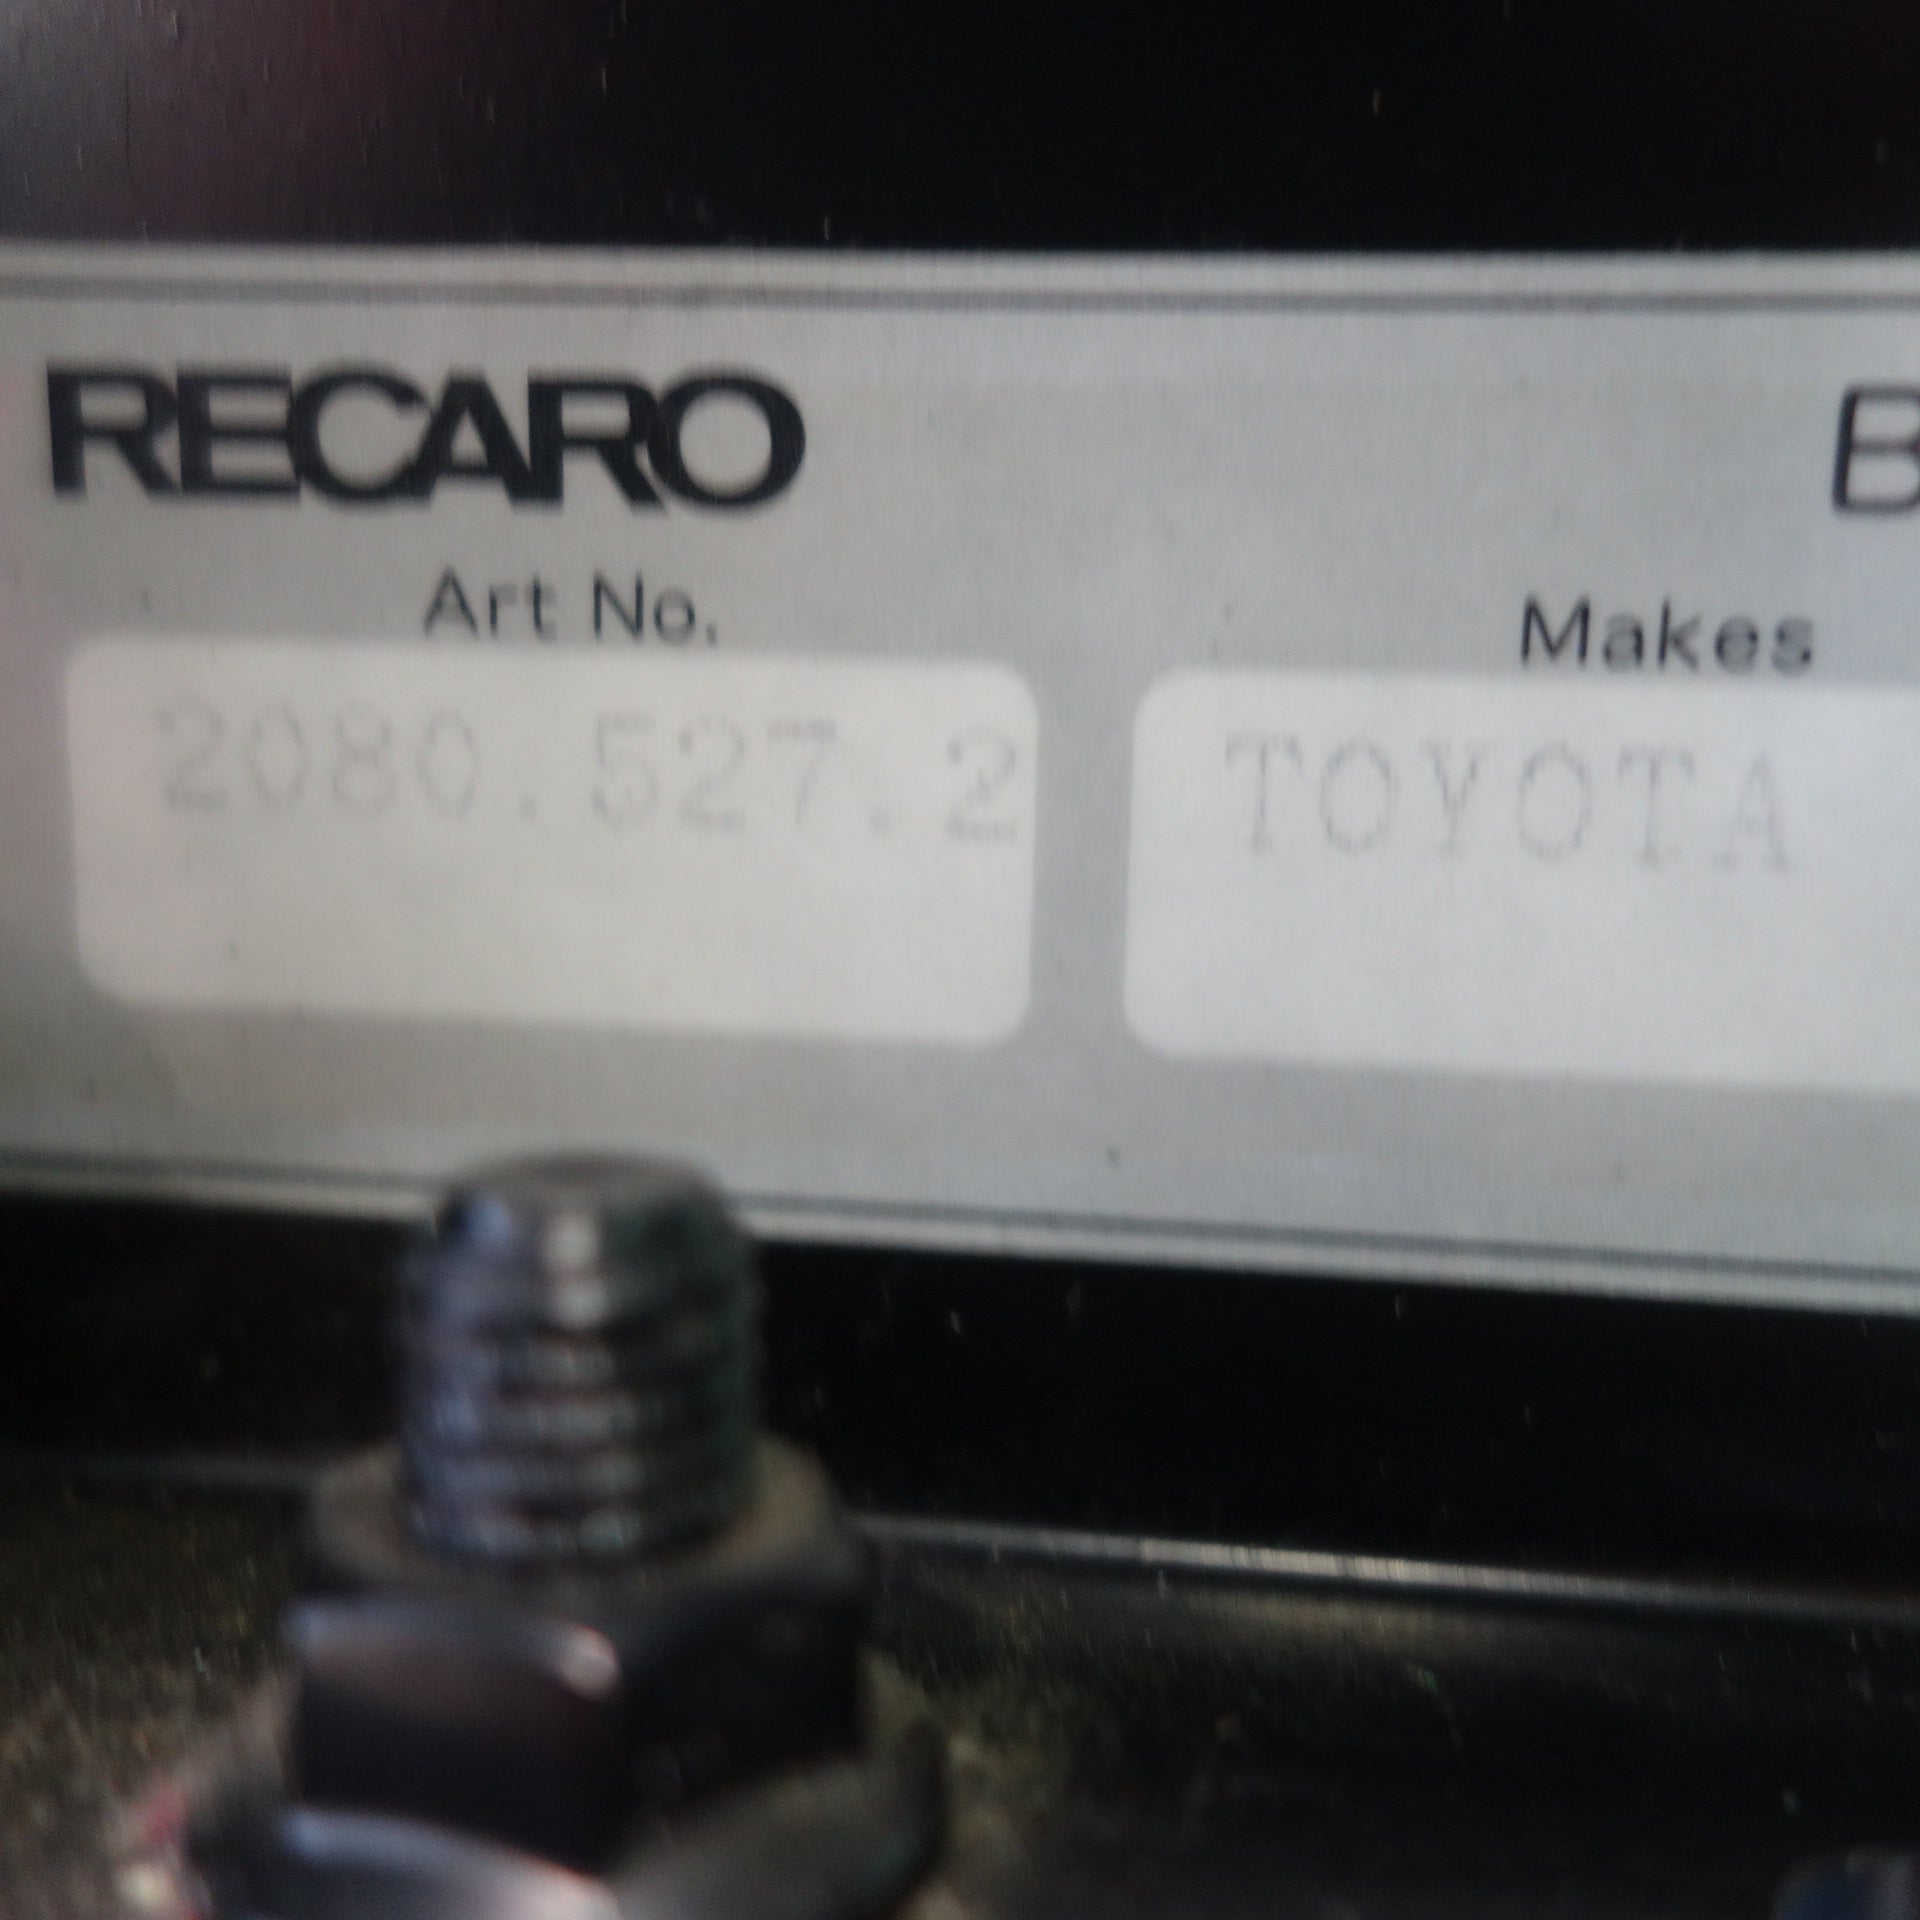 RECARO B
Art No. Makes
2080.527.2 TOYOTA